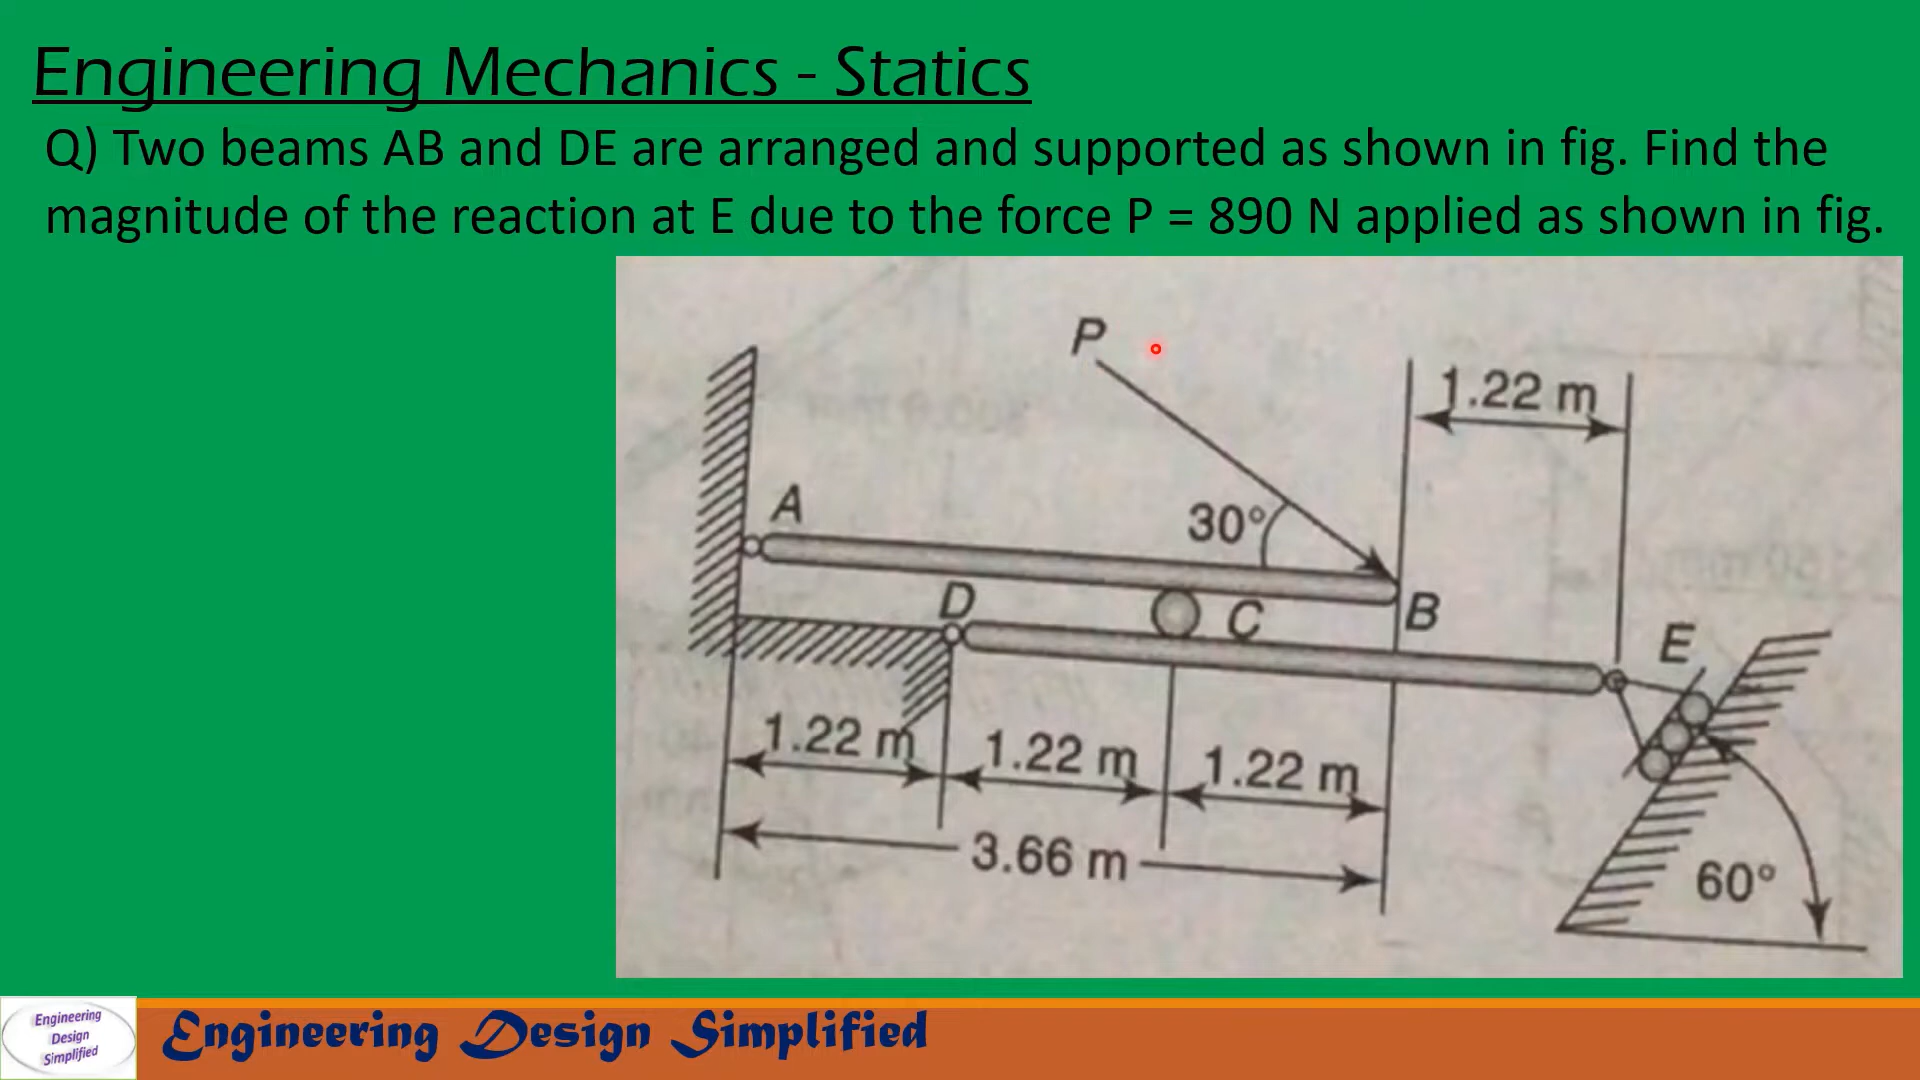 Engineering Mechanics - Statics
Q) Two beams AB and DE are arranged and supported as shown in fig. Find the
magnitude of the reaction at E due to the force P = 890 N applied as shown in fig.
P
1.22 m
A
30°
D
C
B
E
1.22 m
1.22 m
1.22 m
3.66 m
60°
Engineering
Design
Simplified
Engineering Design Simplified